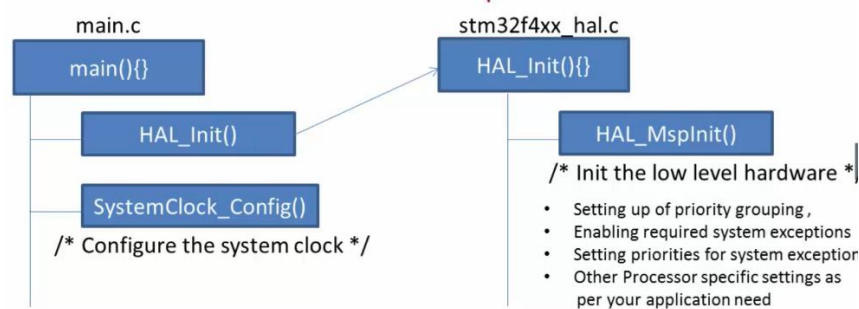 main.c
main(){}
HAL_Init()
SystemClock_Config()
/* Configure the system clock */
stm32f4xx_hal.c
HAL_Init(){}
HAL_MspInit()
/* Init the low level hardware *
• Setting up of priority grouping ,
• Enabling required system exceptions
• Setting priorities for system exception
• Other Processor specific settings as
per your application need